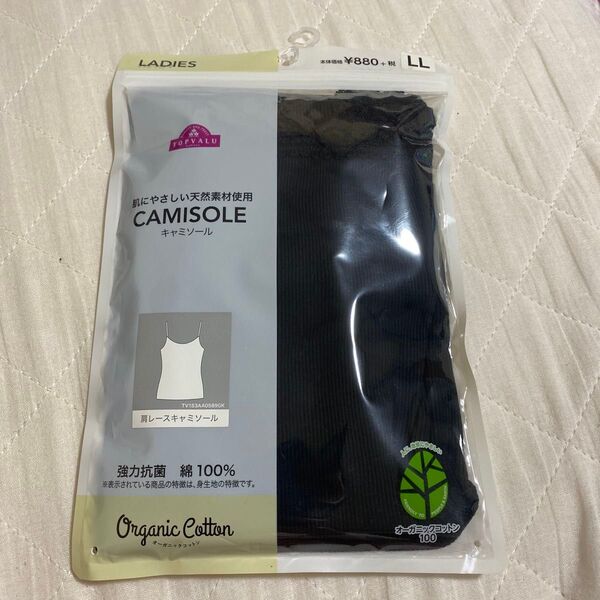 LADIES
本体価格 ¥880+税
LL
TOPVALU
肌にやさしい天然素材使用
CAMISOLE
キャミソール
肩レースキャミソール
強力抗菌 綿100%
※表示されている商品の特徴は、身生地の特徴です。
Organic Cotton
オーガニックコットン
オーガニックコットン
100